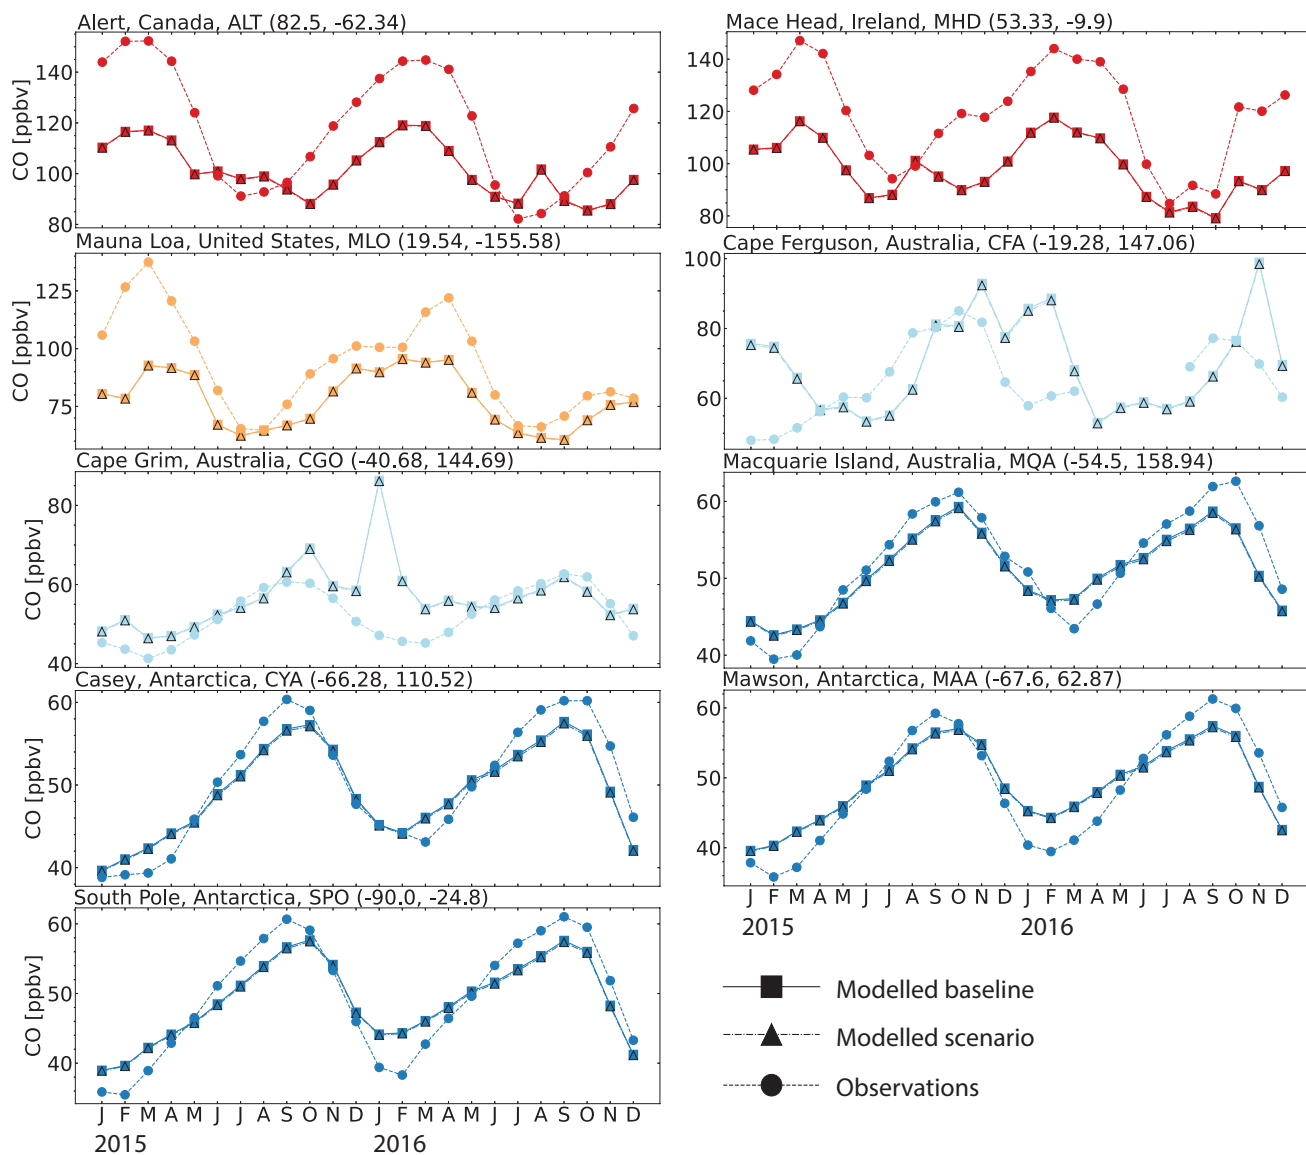 Alert, Canada, ALT (82.5, -62.34)
CO [ppbv]
140
120
100
80
Mace Head, Ireland, MHD (53.33, -9.9)
140
120
100
80
Mauna Loa, United States, MLO (19.54, -155.58)
CO [ppbv]
125
100
75
Cape Ferguson, Australia, CFA (-19.28, 147.06)
100
80
60
Cape Grim, Australia, CGO (-40.68, 144.69)
CO [ppbv]
80
60
40
Macquarie Island, Australia, MQA (-54.5, 158.94)
60
50
40
Casey, Antarctica, CYA (-66.28, 110.52)
CO [ppbv]
60
50
40
Mawson, Antarctica, MAA (-67.6, 62.87)
60
50
40
J F M A M J J A S O N D J F M A M J J A S O N D
2015 2016
South Pole, Antarctica, SPO (-90.0, -24.8)
CO [ppbv]
60
50
40
J F M A M J J A S O N D J F M A M J J A S O N D
2015 2016
Modelled baseline
Modelled scenario
Observations